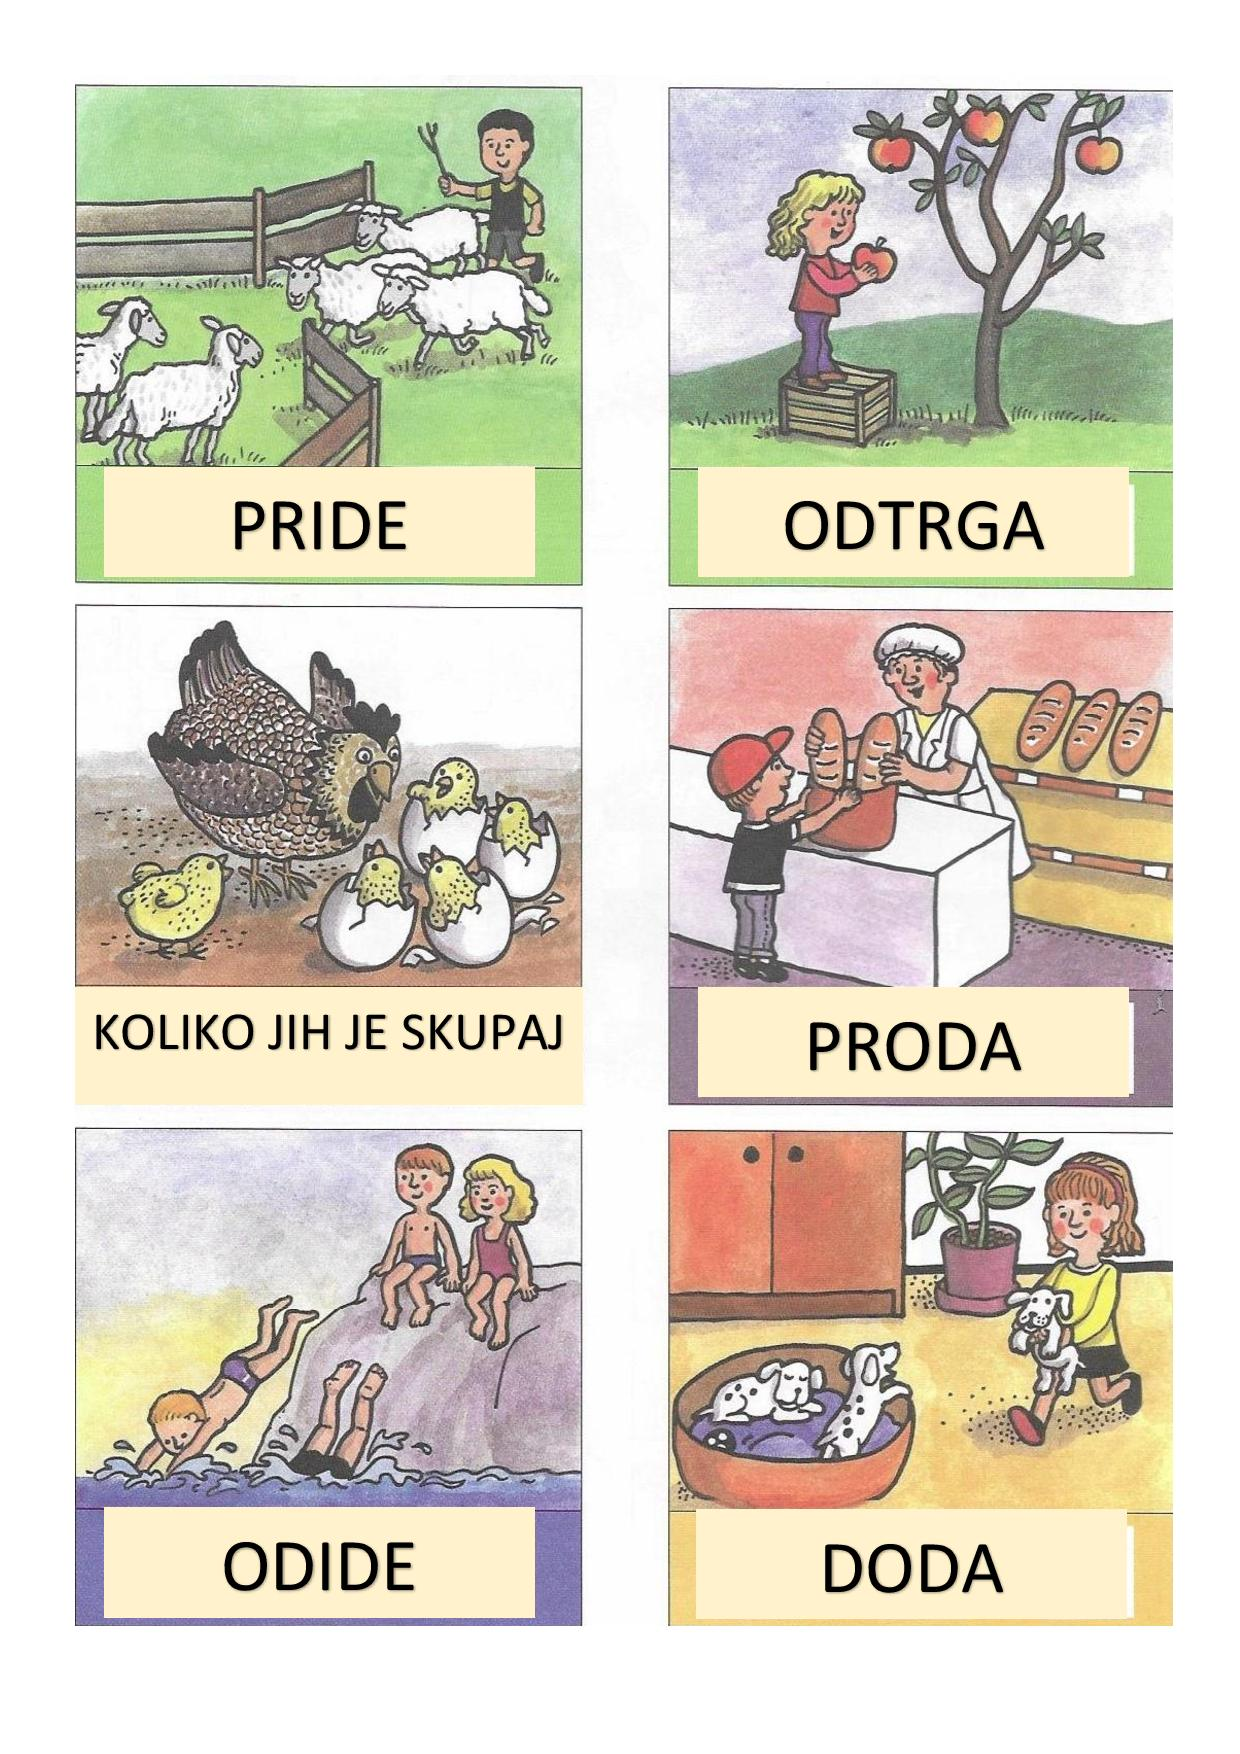 PRIDE
ODTRGA
KOLIKO JIH JE SKUPAJ
PRODA
ODIDE
DODA